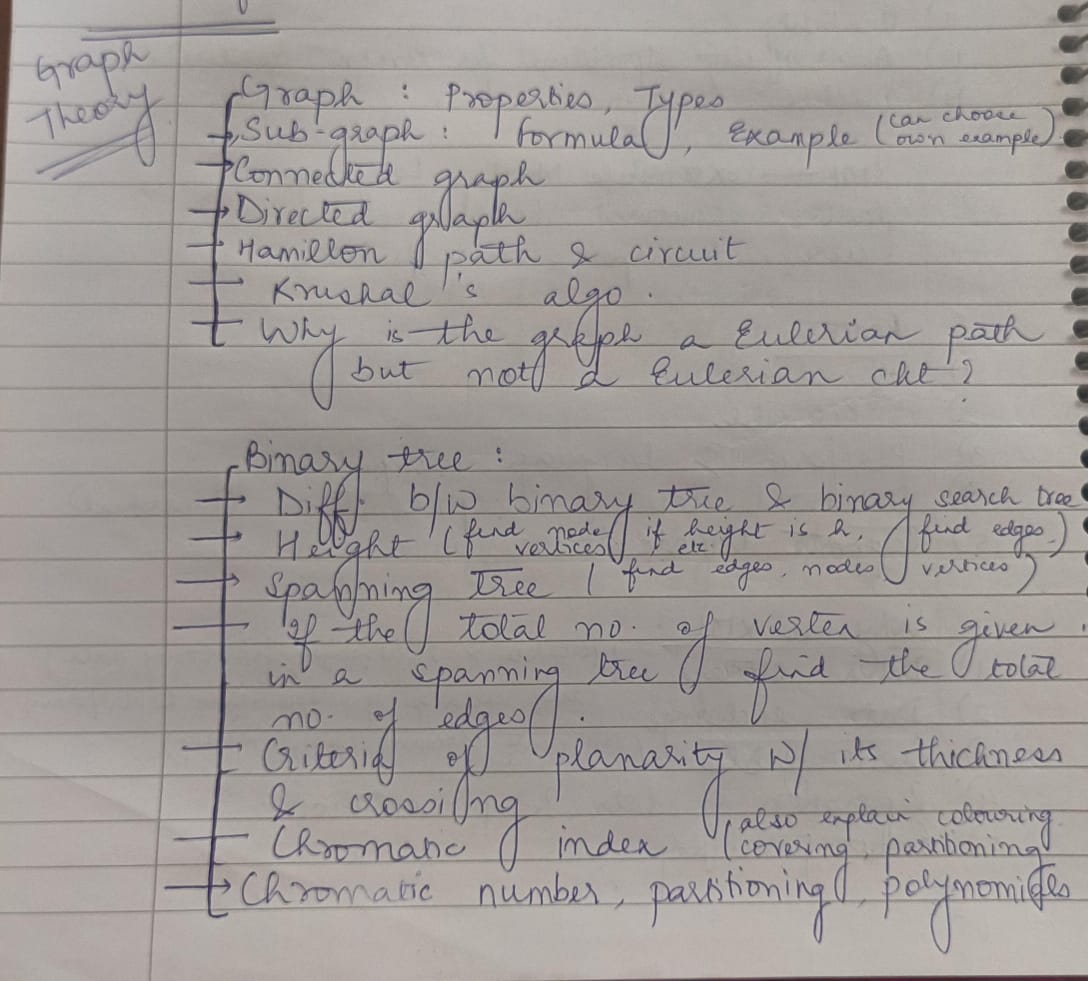 Graph
Theory
Graph : Properties, Types
Sub-graph : formula, Example (can choose
own example)
Connected graph
Directed graph
Hamilton path & circuit
Kruskal's algo.
Why is the graph a Eulerian path
but not a Eulerian ckt ?
Binary tree :
Diff. b/w binary tree & binary search tree
Height (find node, if height is h, find edges)
vertices etc.
Spanning Tree ( find edges, nodes, vertices)
If the total no. of vertex is given
in a spanning tree find the total
no. of edges.
Criteria of planarity w/ its thickness
& crossing
Chromatic index (also explain colouring
covering, partitioning
Chromatic number, partitioning, polynomials